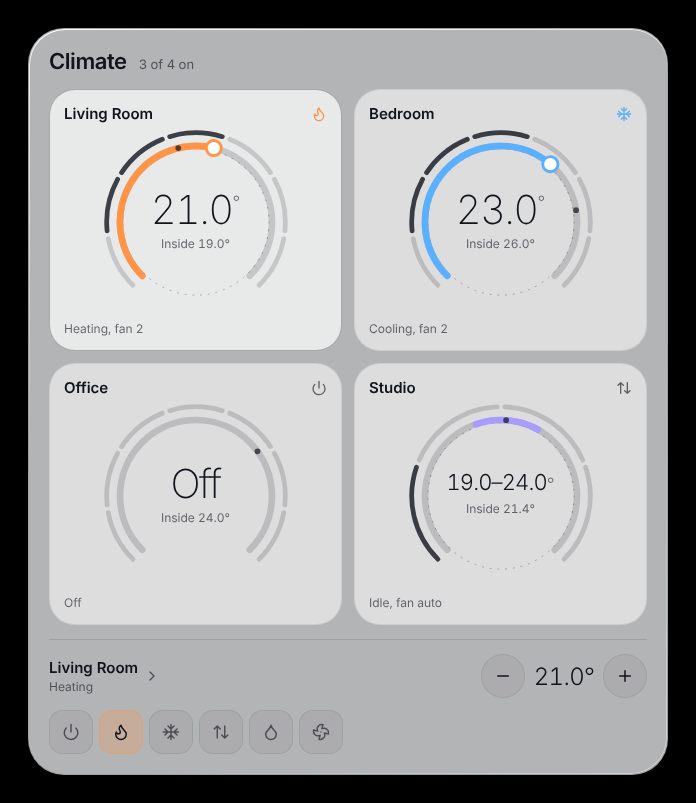 Climate 3 of 4 on
Living Room
21.0°
Inside 19.0°
Heating, fan 2
Bedroom
23.0°
Inside 26.0°
Cooling, fan 2
Office
Off
Inside 24.0°
Off
Studio
19.0–24.0°
Inside 21.4°
Idle, fan auto
Living Room
Heating
− 21.0° +